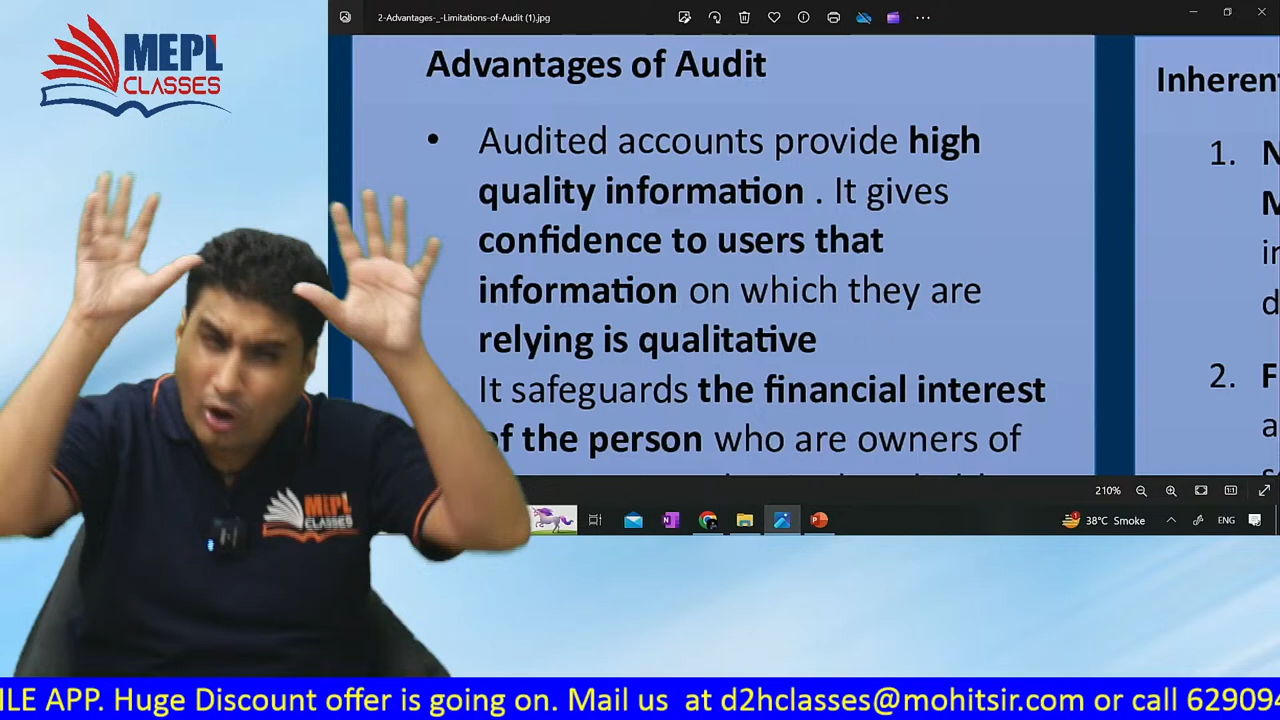 MEPL
CLASSES
2-Advantages-_-Limitations-of-Audit (1).jpg
Advantages of Audit
• Audited accounts provide high
quality information . It gives
confidence to users that
information on which they are
relying is qualitative
It safeguards the financial interest
of the person who are owners of
Inheren
1. N
M
in
d
2. F
a
MEPL
CLASSES
210%
38°C Smoke
ENG
ILE APP. Huge Discount offer is going on. Mail us at d2hclasses@mohitsir.com or call 62909